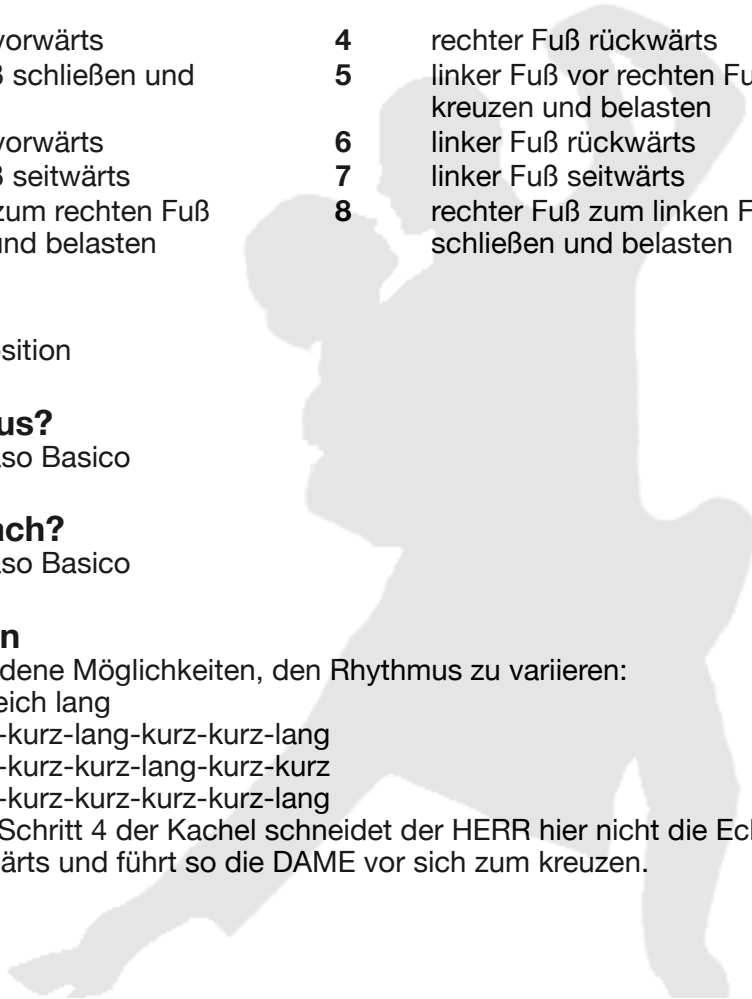 vorwärts
ß schließen und
vorwärts
ß seitwärts
zum rechten Fuß
und belasten
4 rechter Fuß rückwärts
5 linker Fuß vor rechten Fu
kreuzen und belasten
6 linker Fuß rückwärts
7 linker Fuß seitwärts
8 rechter Fuß zum linken F
schließen und belasten
sition
us?
aso Basico
ach?
aso Basico
n
dene Möglichkeiten, den Rhythmus zu variieren:
eich lang
-kurz-lang-kurz-kurz-lang
-kurz-kurz-lang-kurz-kurz
-kurz-kurz-kurz-kurz-lang
Schritt 4 der Kachel schneidet der HERR hier nicht die Ec
ärts und führt so die DAME vor sich zum kreuzen.